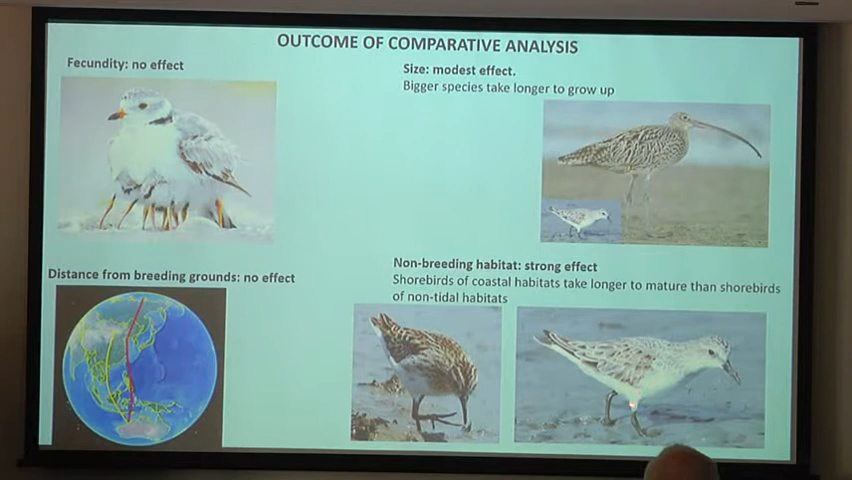 OUTCOME OF COMPARATIVE ANALYSIS
Fecundity: no effect
Size: modest effect.
Bigger species take longer to grow up
Distance from breeding grounds: no effect
Non-breeding habitat: strong effect
Shorebirds of coastal habitats take longer to mature than shorebirds
of non-tidal habitats